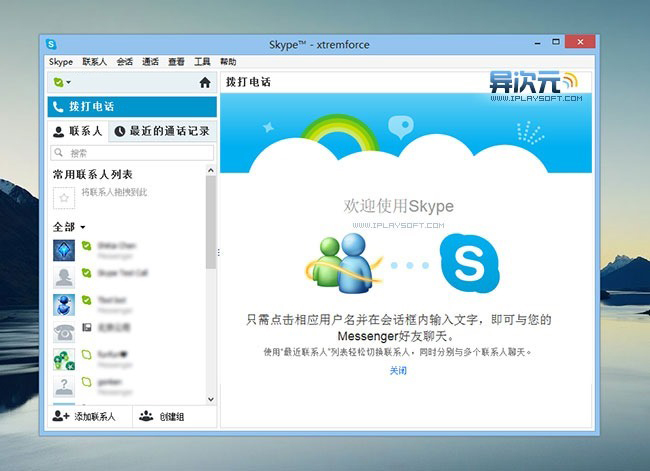 Skype™ - xtremforce
Skype 联系人 会话 通话 查看 工具 帮助
拨打电话
异次元
WWW.IPLAYSOFT.COM
拨打电话
联系人 最近的通话记录
搜索
常用联系人列表
将联系人拖拽到此
全部
Skype Test Call
添加联系人 创建组
欢迎使用Skype
WWW.IPLAYSOFT.COM
S
只需点击相应用户名并在会话框内输入文字，即可与您的
Messenger好友聊天。
使用"最近联系人"列表轻松切换联系人，同时分别与多个联系人聊天。
关闭